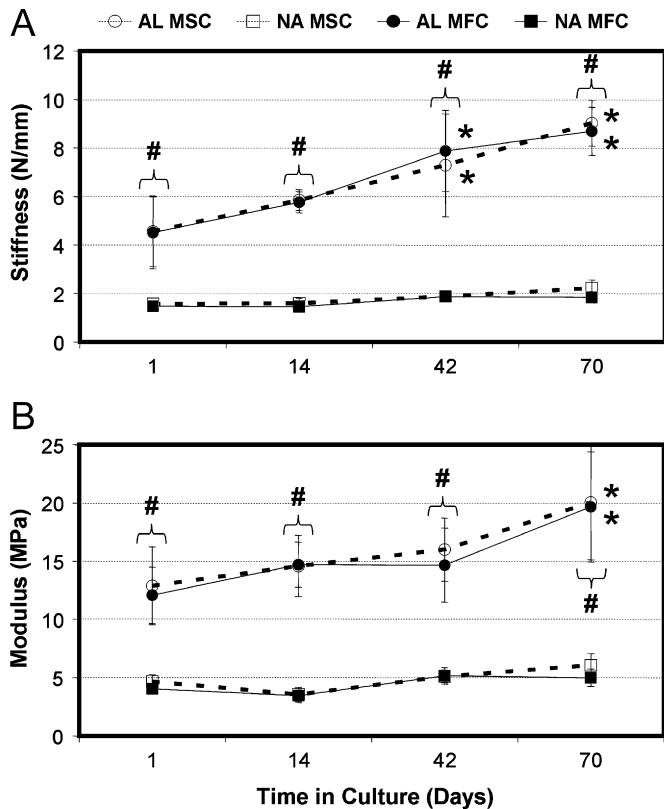 A
AL MSC NA MSC AL MFC NA MFC
Stiffness (N/mm)
12
10
8
6
4
2
0
# # # #
* *
* *
1 14 42 70
B
Modulus (MPa)
25
20
15
10
5
0
# # #
*
*
#
1 14 42 70
Time in Culture (Days)